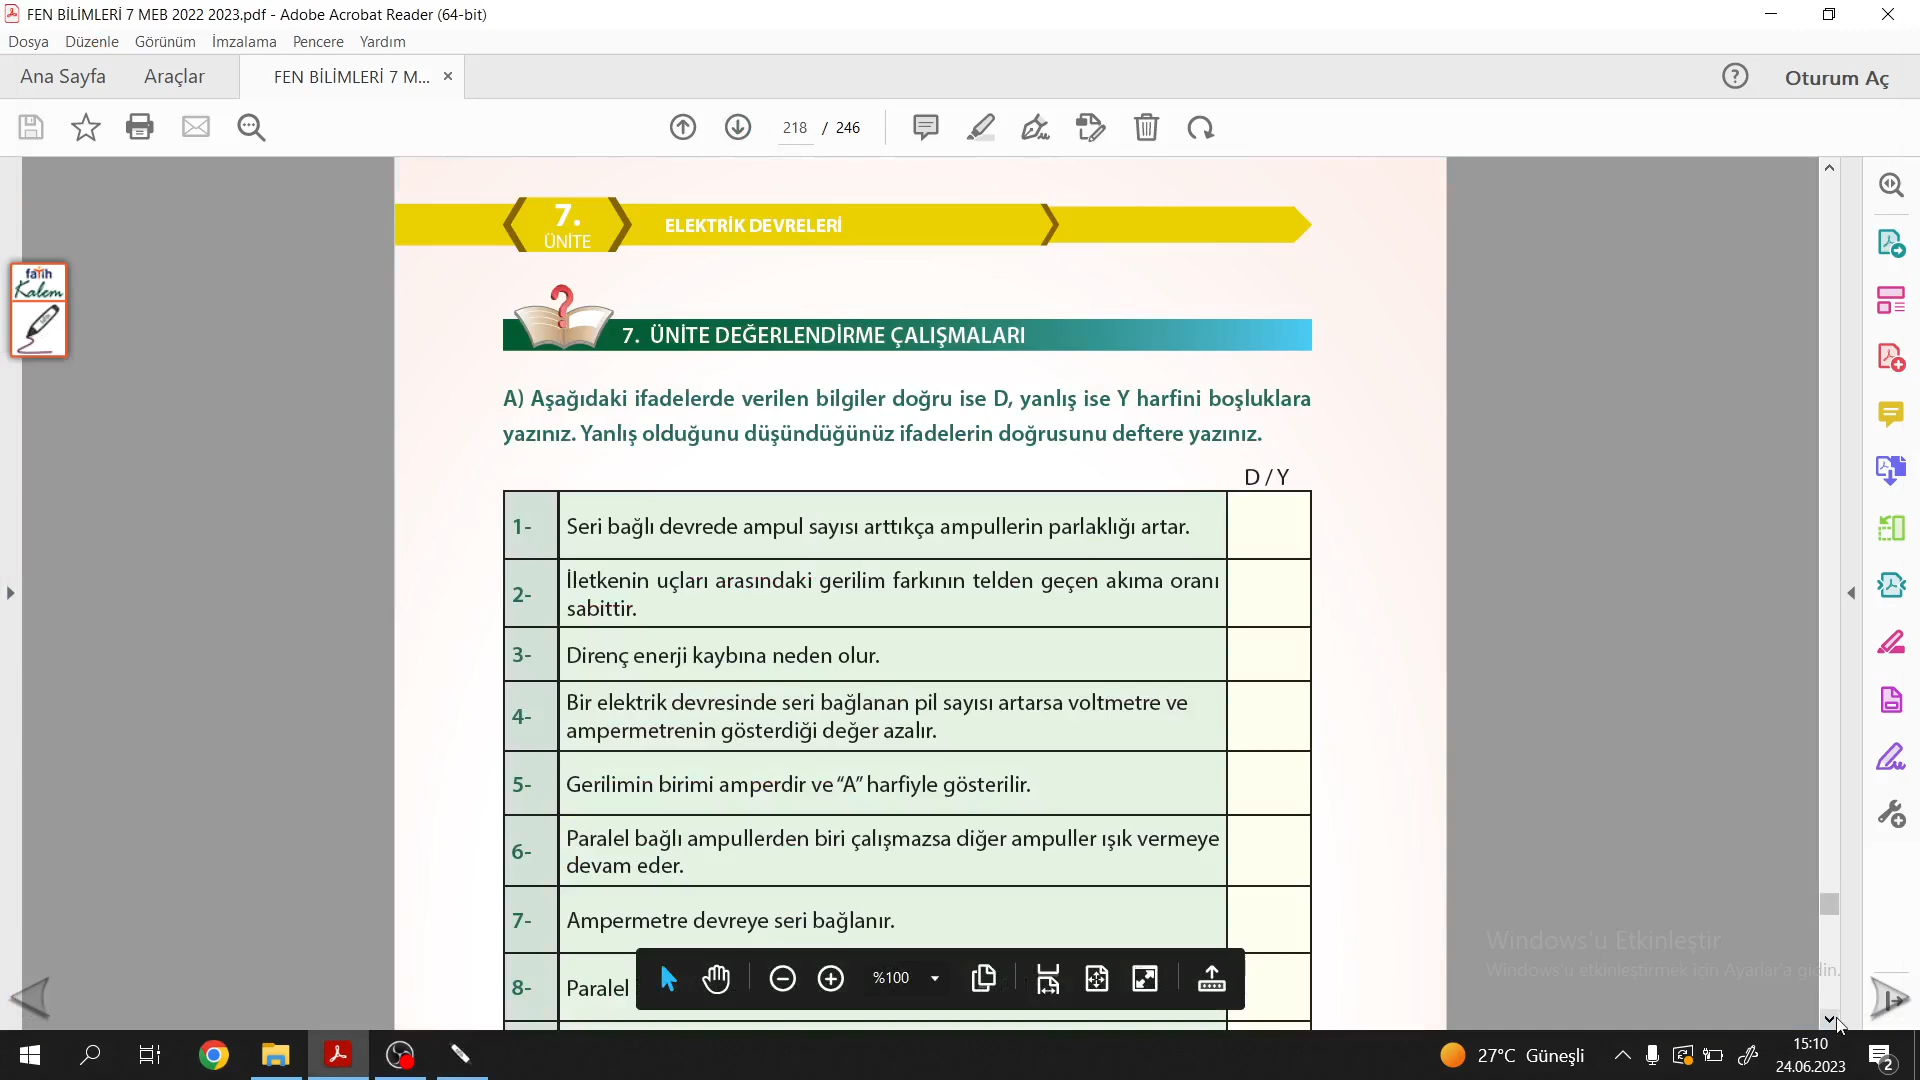 FEN BİLİMLERİ 7 MEB 2022 2023.pdf - Adobe Acrobat Reader (64-bit)
Dosya Düzenle Görünüm İmzalama Pencere Yardım
Ana Sayfa Araçlar FEN BİLİMLERİ 7 M... Oturum Aç
218 / 246
7.
ÜNİTE
ELEKTRİK DEVRELERİ
fatih
Kalem
7. ÜNİTE DEĞERLENDİRME ÇALIŞMALARI
A) Aşağıdaki ifadelerde verilen bilgiler doğru ise D, yanlış ise Y harfini boşluklara
yazınız. Yanlış olduğunu düşündüğünüz ifadelerin doğrusunu deftere yazınız.
D / Y
1- Seri bağlı devrede ampul sayısı arttıkça ampullerin parlaklığı artar.
2- İletkenin uçları arasındaki gerilim farkının telden geçen akıma oranı
sabittir.
3- Direnç enerji kaybına neden olur.
4- Bir elektrik devresinde seri bağlanan pil sayısı artarsa voltmetre ve
ampermetrenin gösterdiği değer azalır.
5- Gerilimin birimi amperdir ve “A” harfiyle gösterilir.
6- Paralel bağlı ampullerden biri çalışmazsa diğer ampuller ışık vermeye
devam eder.
7- Ampermetre devreye seri bağlanır.
8- Paralel
%100
Windows'u Etkinleştir
Windows'u etkinleştirmek için Ayarlar'a gidin.
27°C Güneşli
15:10
24.06.2023
2